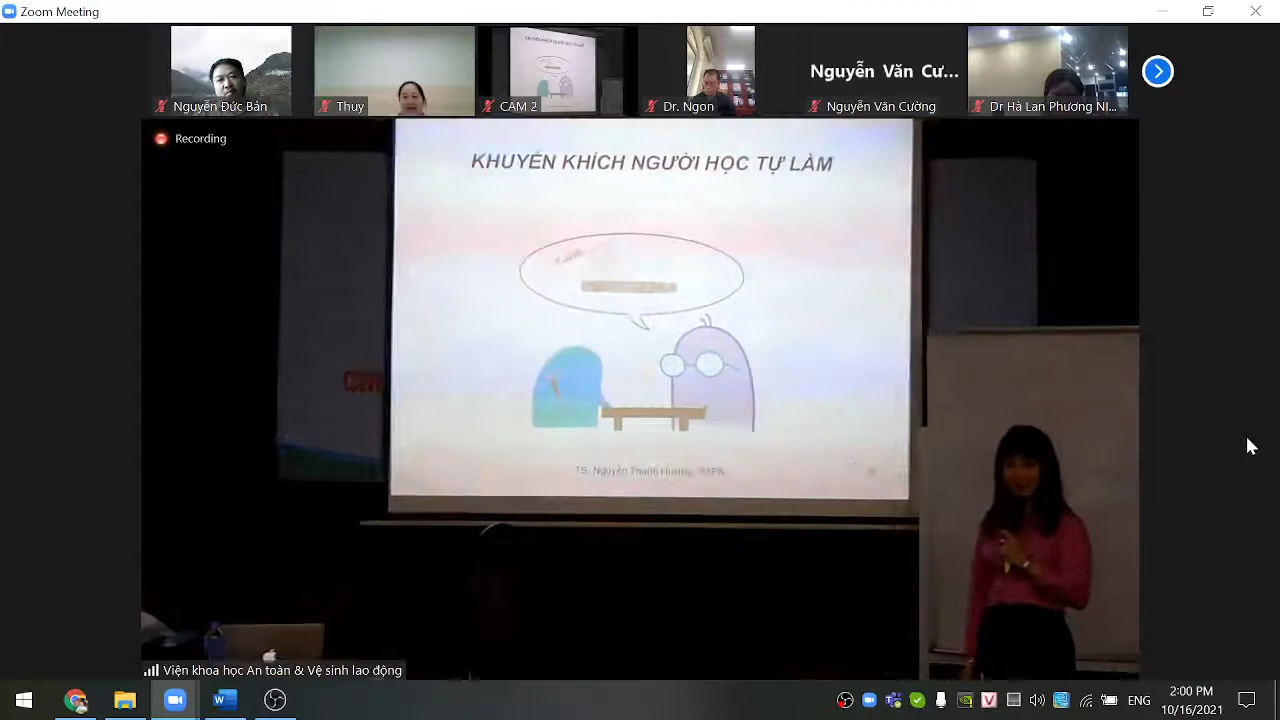 Zoom Meeting
Nguyễn Văn Cư...
Nguyễn Đức Bản
Thuy
CAM 2
Dr. Ngon
Nguyễn Văn Cường
Dr Hà Lan Phương NI...
Recording
KHUYẾN KHÍCH NGƯỜI HỌC TỰ LÀM
TS. Nguyễn
Viện khoa học An toàn & Vệ sinh lao động
ENG
2:00 PM
10/16/2021